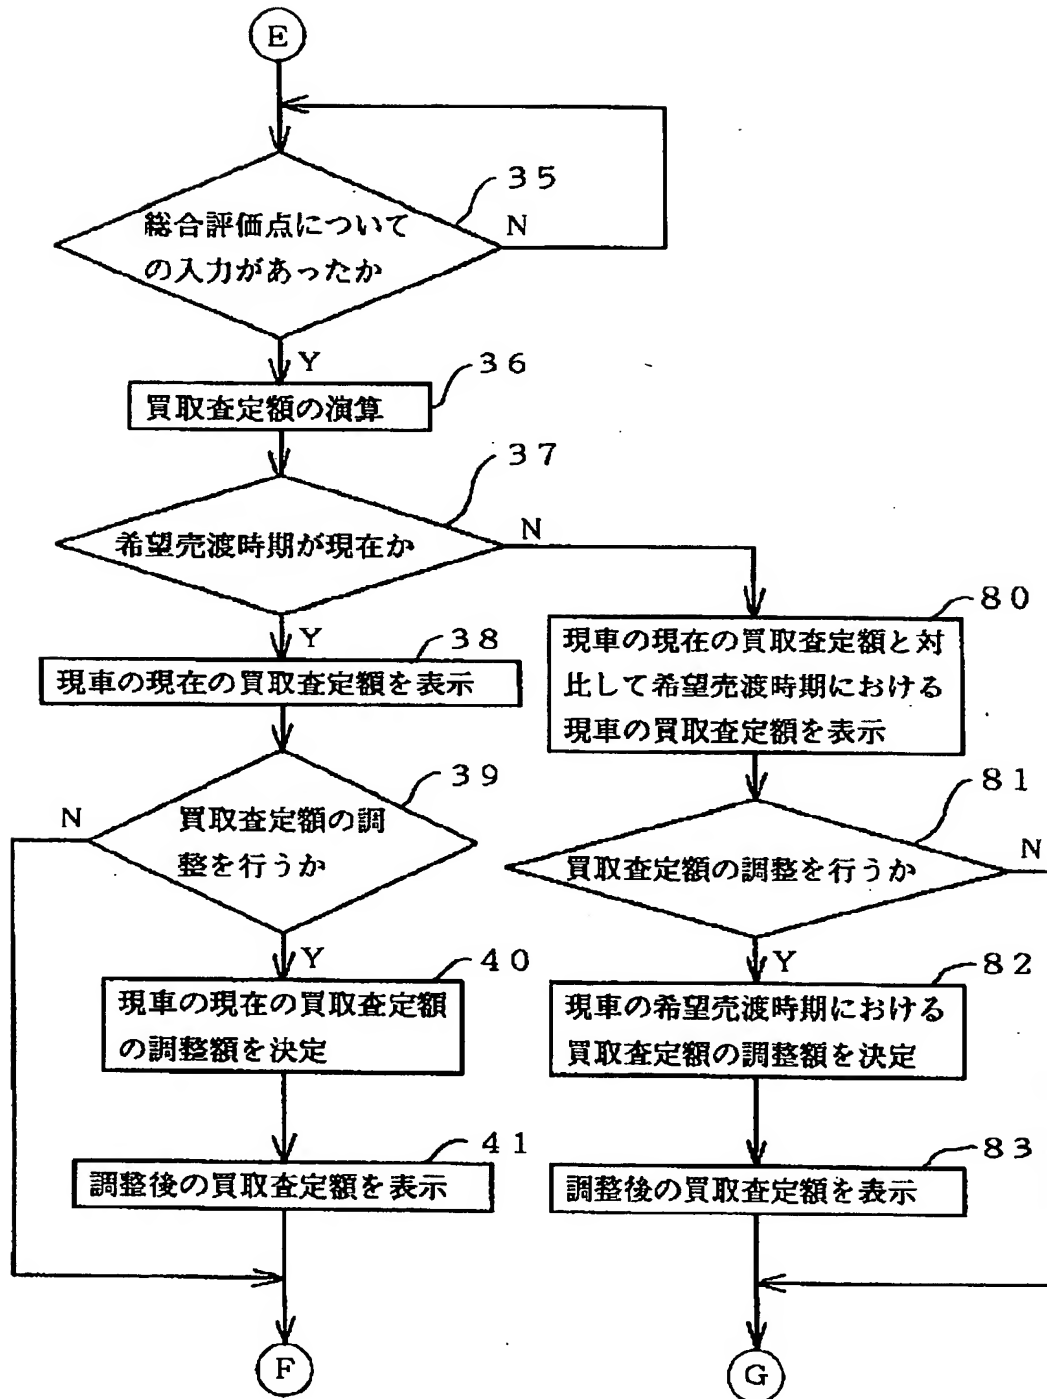 E
35
総合評価点について
の入力があったか
N
Y
36
買取査定額の演算
37
希望売渡時期が現在か
N
Y
38
現車の現在の買取査定額を表示
39
買取査定額の調
整を行うか
N
Y
40
現車の現在の買取査定額
の調整額を決定
41
調整後の買取査定額を表示
F
80
現車の現在の買取査定額と対
比して希望売渡時期における
現車の買取査定額を表示
81
買取査定額の調整を行うか
N
Y
82
現車の希望売渡時期における
買取査定額の調整額を決定
83
調整後の買取査定額を表示
G